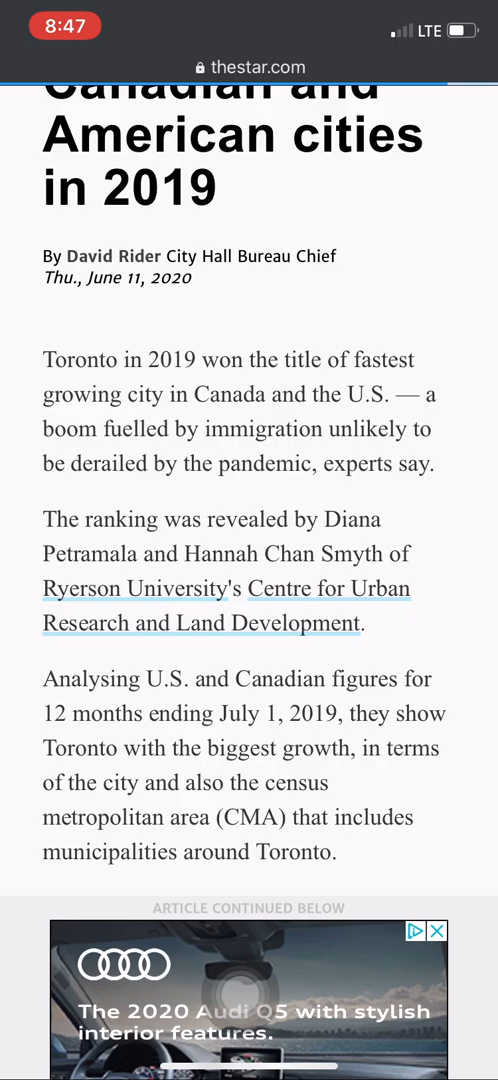 8:47
LTE
thestar.com
Canadian and
American cities
in 2019
By David Rider City Hall Bureau Chief
Thu., June 11, 2020
Toronto in 2019 won the title of fastest
growing city in Canada and the U.S. — a
boom fuelled by immigration unlikely to
be derailed by the pandemic, experts say.
The ranking was revealed by Diana
Petramala and Hannah Chan Smyth of
Ryerson University's Centre for Urban
Research and Land Development.
Analysing U.S. and Canadian figures for
12 months ending July 1, 2019, they show
Toronto with the biggest growth, in terms
of the city and also the census
metropolitan area (CMA) that includes
municipalities around Toronto.
ARTICLE CONTINUED BELOW
The 2020 Audi Q5 with stylish
interior features.